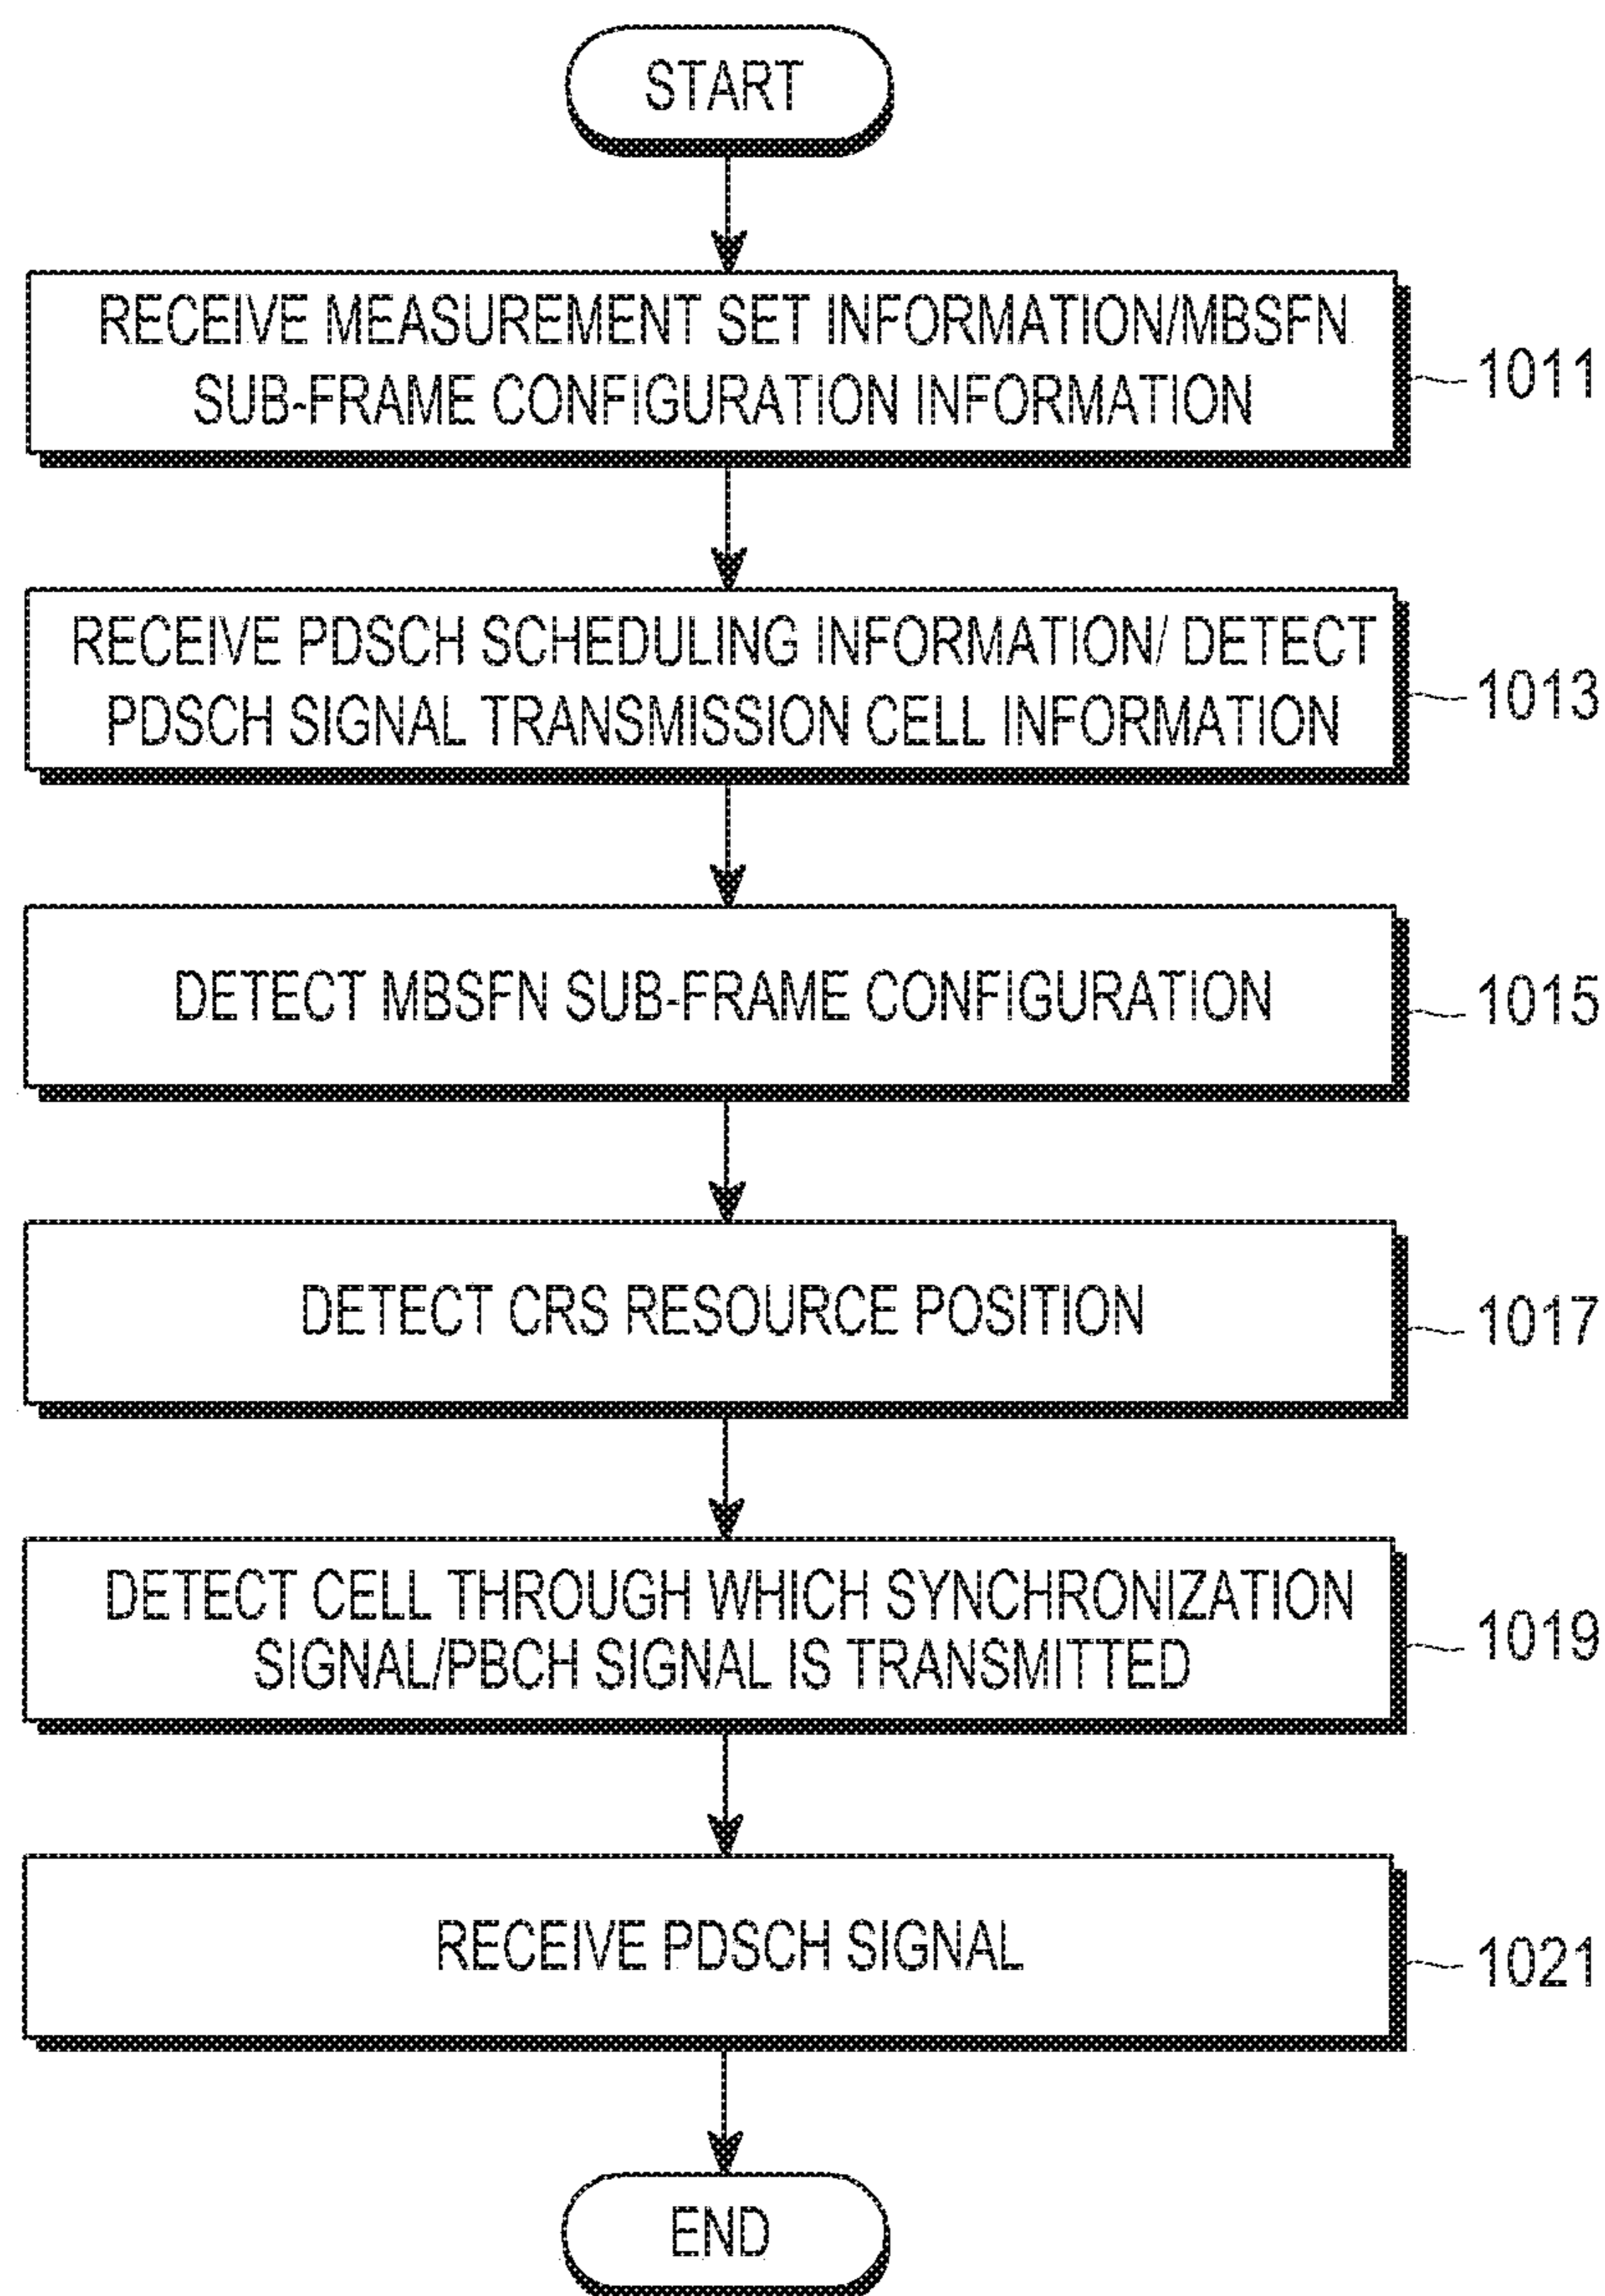 START
RECEIVE MEASUREMENT SET INFORMATION/MBSFN
SUB-FRAME CONFIGURATION INFORMATION
1011
RECEIVE PDSCH SCHEDULING INFORMATION/ DETECT
PDSCH SIGNAL TRANSMISSION CELL INFORMATION
1013
DETECT MBSFN SUB-FRAME CONFIGURATION
1015
DETECT CRS RESOURCE POSITION
1017
DETECT CELL THROUGH WHICH SYNCHRONIZATION
SIGNAL/PBCH SIGNAL IS TRANSMITTED
1019
RECEIVE PDSCH SIGNAL
1021
END